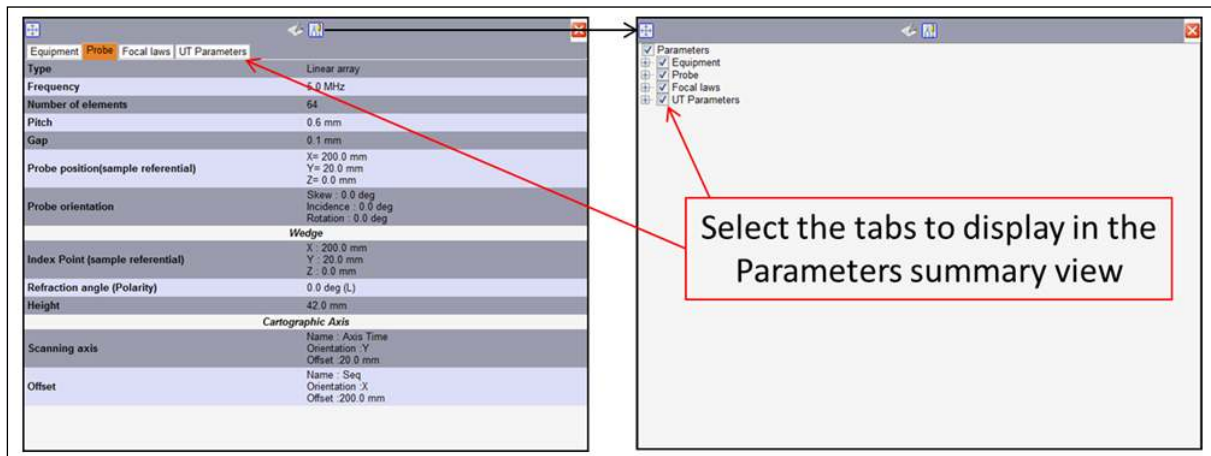 Equipment Probe Focal laws UT Parameters
Type Linear array
Frequency 5.0 MHz
Number of elements 64
Pitch 0.6 mm
Gap 0.1 mm
Probe position(sample referential) X= 200.0 mm
Y= 20.0 mm
Z= 0.0 mm
Probe orientation Skew : 0.0 deg
Incidence : 0.0 deg
Rotation : 0.0 deg
Wedge
Index Point (sample referential) X : 200.0 mm
Y : 20.0 mm
Z : 0.0 mm
Refraction angle (Polarity) 0.0 deg (L)
Height 42.0 mm
Cartographic Axis
Scanning axis Name : Axis Time
Orientation :Y
Offset :20.0 mm
Offset Name : Seq
Orientation :X
Offset :200.0 mm
Parameters
Equipment
Probe
Focal laws
UT Parameters
Select the tabs to display in the
Parameters summary view